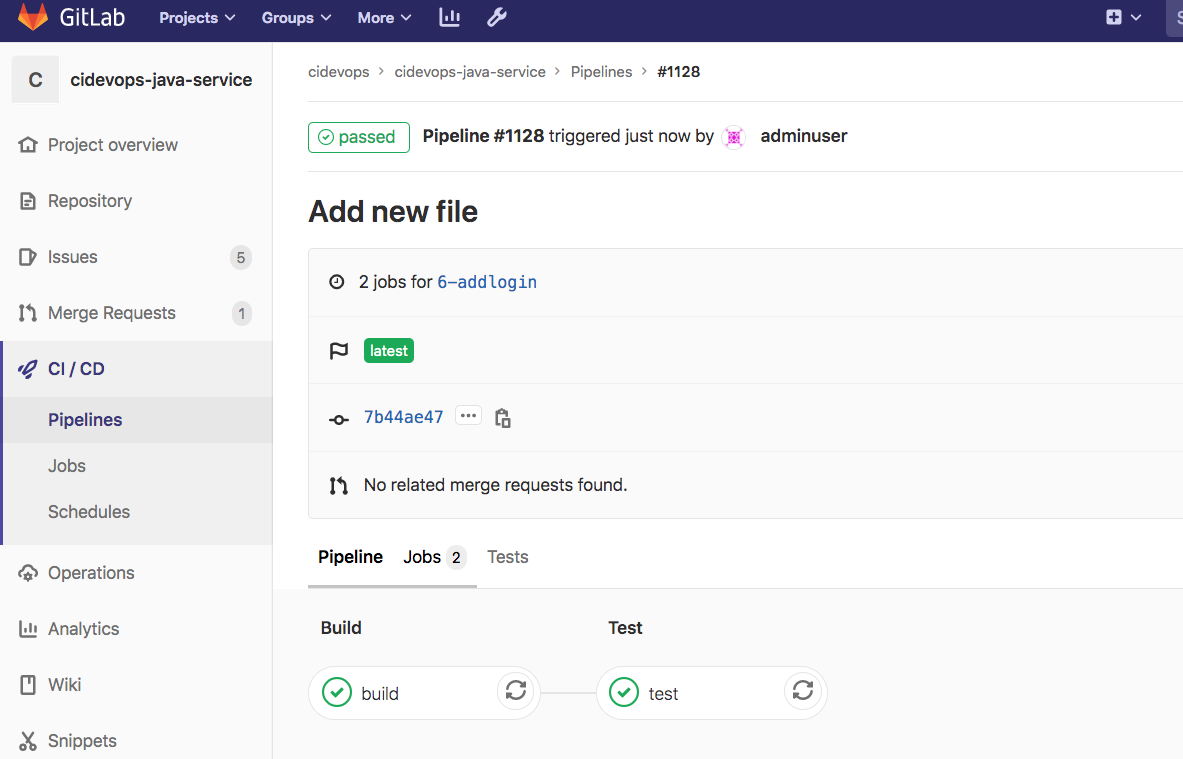 GitLab Projects Groups More
C cidevops-java-service
Project overview
Repository
Issues 5
Merge Requests 1
CI / CD
Pipelines
Jobs
Schedules
Operations
Analytics
Wiki
Snippets
cidevops > cidevops-java-service > Pipelines > #1128
passed Pipeline #1128 triggered just now by adminuser
Add new file
2 jobs for 6-addlogin
latest
7b44ae47 ...
No related merge requests found.
Pipeline Jobs 2 Tests
Build Test
build test